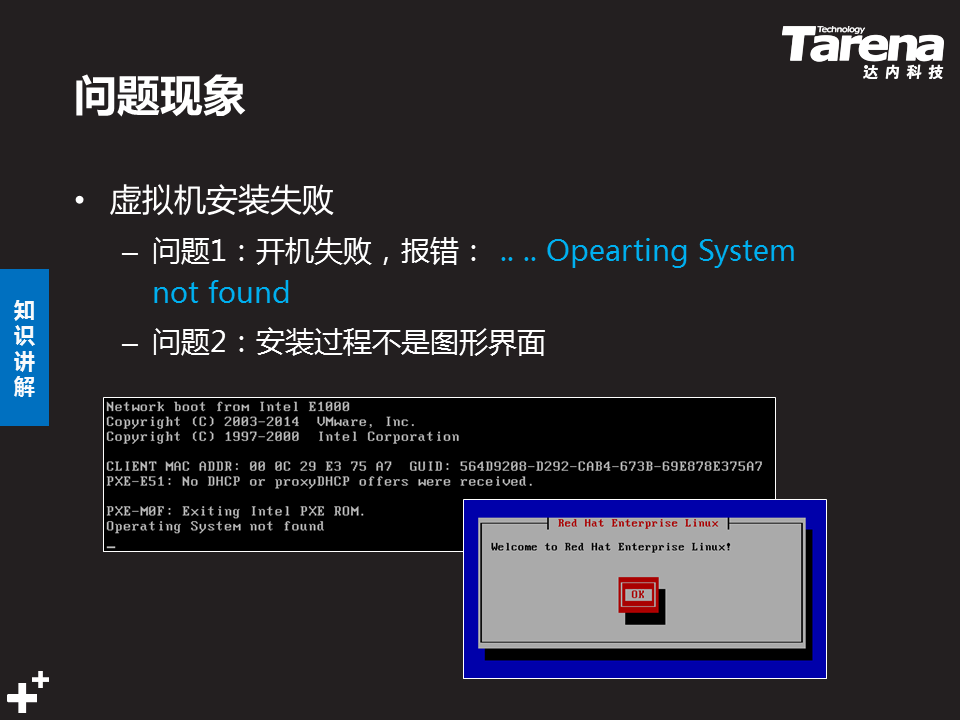 Technology
Tarena
达内科技
问题现象
• 虚拟机安装失败
– 问题1：开机失败，报错： .. .. Opearting System
not found
– 问题2：安装过程不是图形界面
知识讲解
Network boot from Intel E1000
Copyright (C) 2003-2014 VMware, Inc.
Copyright (C) 1997-2000 Intel Corporation
CLIENT MAC ADDR: 00 0C 29 E3 75 A7 GUID: 564D9208-D292-CAB4-673B-69E878E375A7
PXE-E51: No DHCP or proxyDHCP offers were received.
PXE-M0F: Exiting Intel PXE ROM.
Operating System not found
Red Hat Enterprise Linux
Welcome to Red Hat Enterprise Linux!
OK